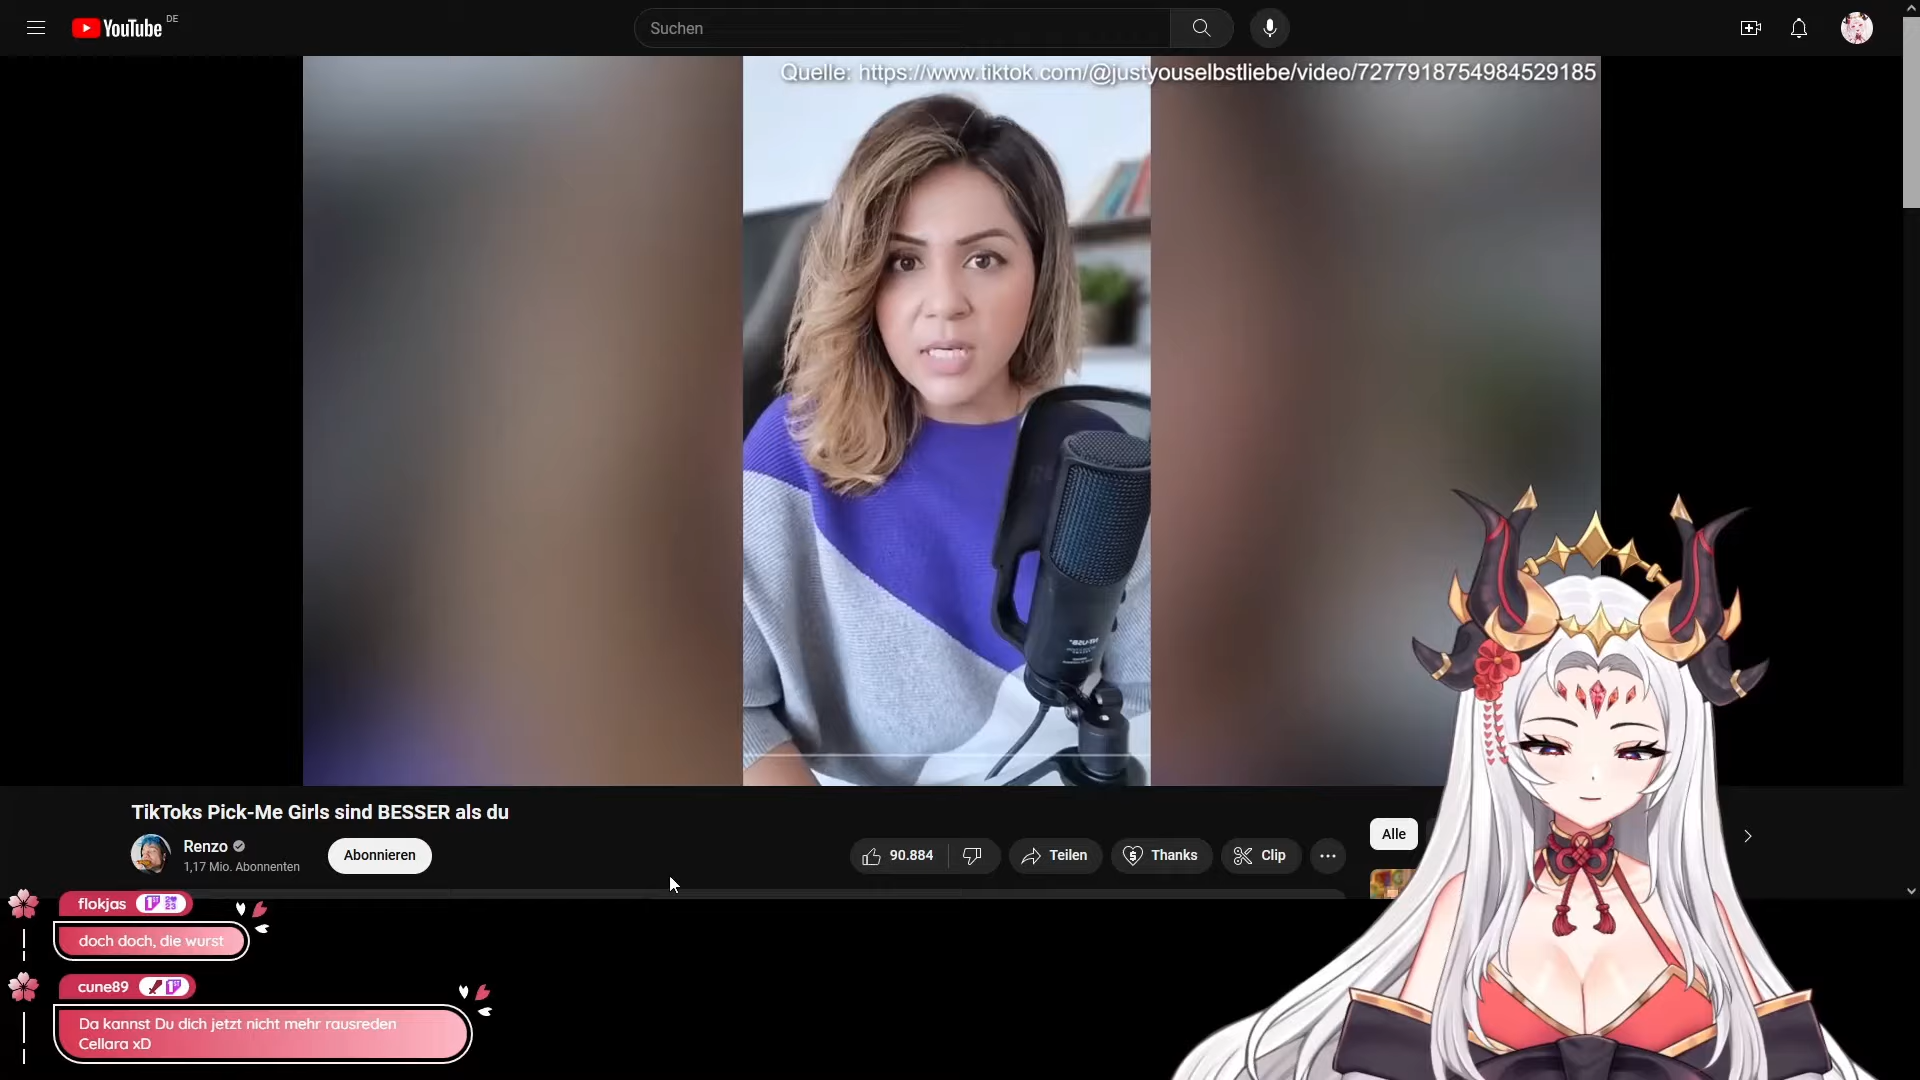 YouTube DE
Suchen
Quelle: https://www.tiktok.com/@justyouselbstliebe/video/7277918754984529185
TikToks Pick-Me Girls sind BESSER als du
Renzo
1,17 Mio. Abonnenten
Abonnieren
90.884
Teilen
Thanks
Clip
Alle
flokjas
doch doch, die wurst
cune89
Da kannst Du dich jetzt nicht mehr rausreden
Cellara xD